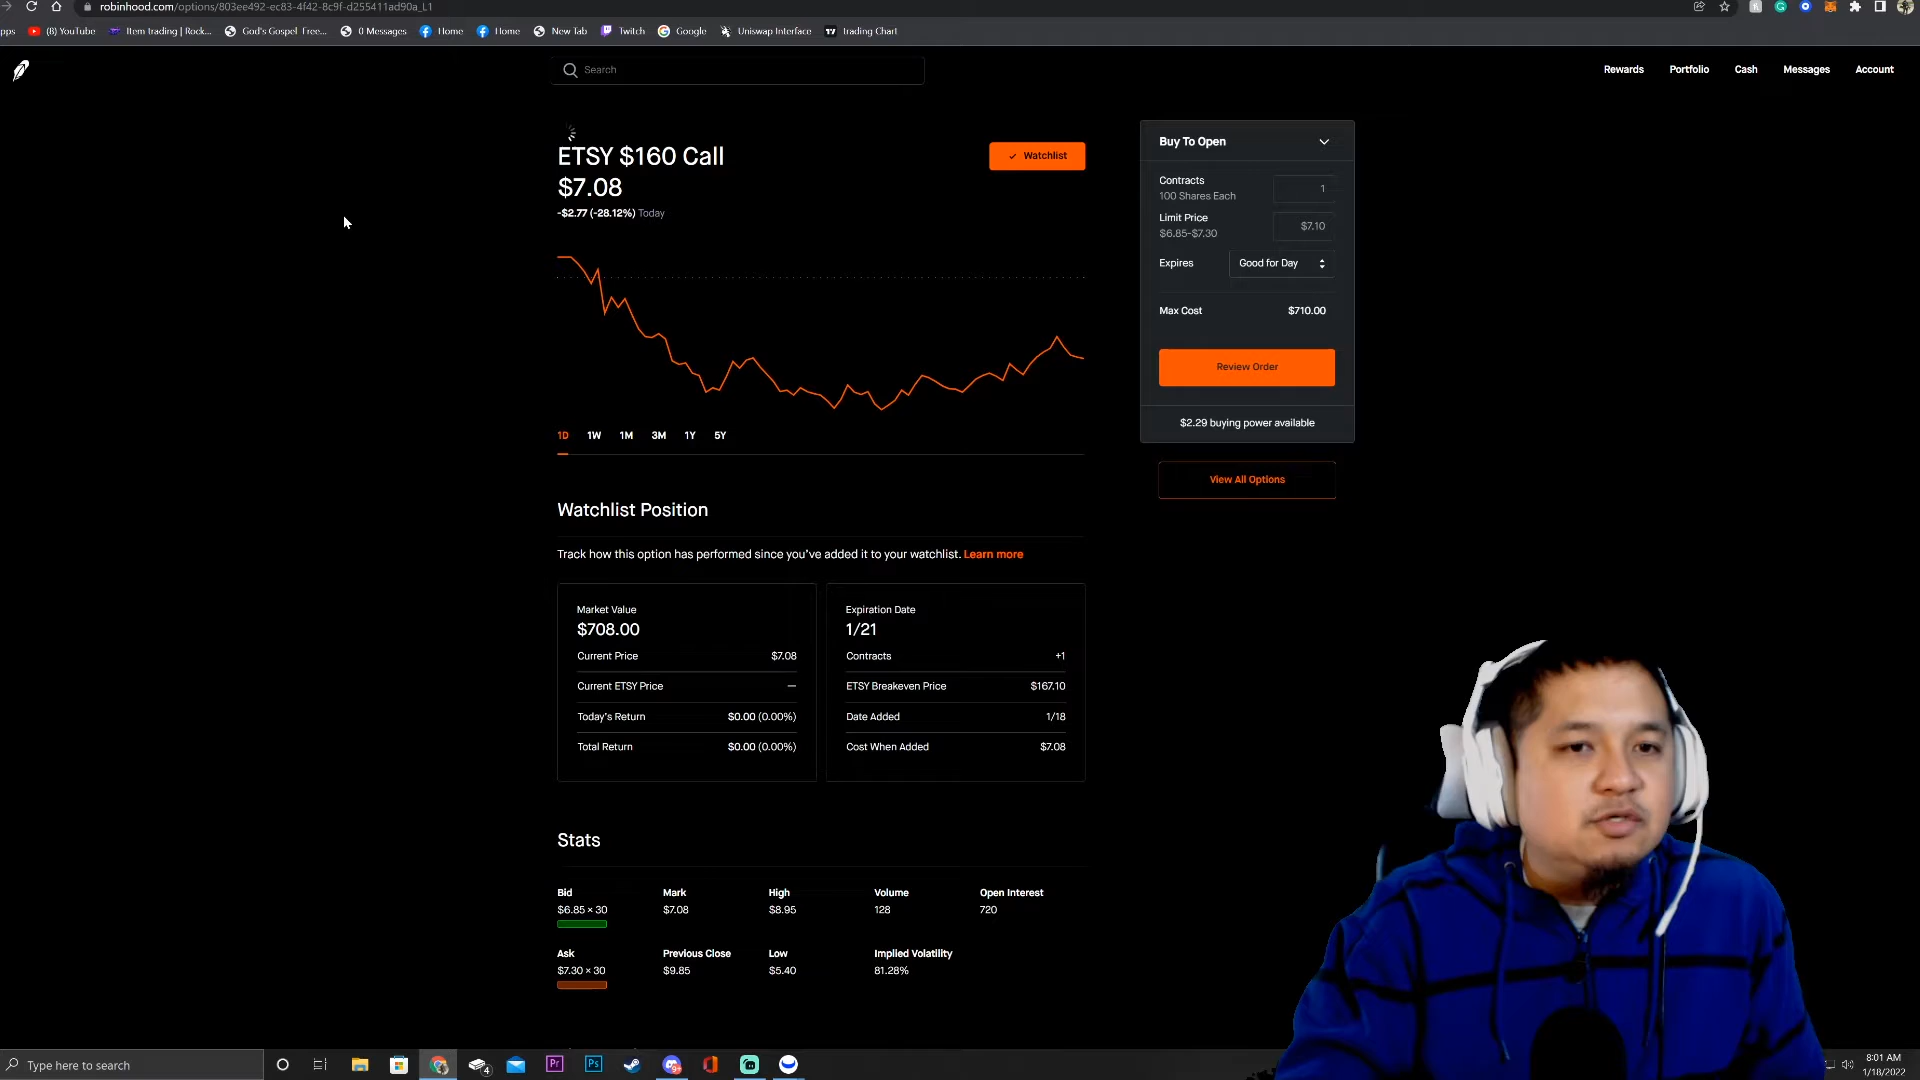 robinhood.com/options/803ee492-ec83-4f42-8c9f-d255411ad90a_L1
pps (8) YouTube Item trading | Rock... God's Gospel Free... 0 Messages Home Home New Tab Twitch Google Uniswap Interface trading Chart
Search
Rewards Portfolio Cash Messages Account
ETSY $160 Call
$7.08
-$2.77 (-28.12%) Today
Watchlist
1D 1W 1M 3M 1Y 5Y
Buy To Open
Contracts 1
100 Shares Each
Limit Price $7.10
$6.85-$7.30
Expires Good for Day
Max Cost $710.00
Review Order
$2.29 buying power available
View All Options
Watchlist Position
Track how this option has performed since you've added it to your watchlist. Learn more
Market Value
$708.00
Current Price $7.08
Current ETSY Price —
Today's Return $0.00 (0.00%)
Total Return $0.00 (0.00%)
Expiration Date
1/21
Contracts +1
ETSY Breakeven Price $167.10
Date Added 1/18
Cost When Added $7.08
Stats
Bid Mark High Volume Open Interest
$6.85 × 30 $7.08 $8.95 128 720
Ask Previous Close Low Implied Volatility
$7.30 × 30 $9.85 $5.40 81.28%
Type here to search
4
Pr
Ps
9+
8:01 AM
1/18/2022